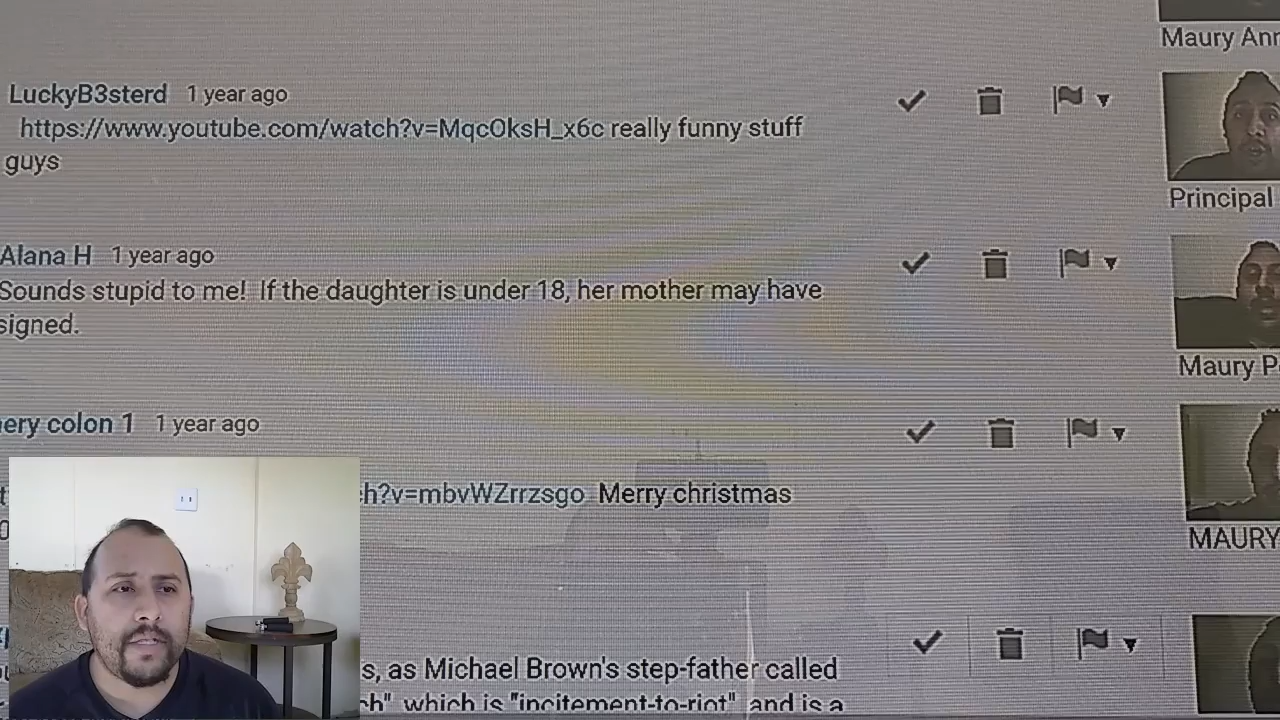 Maury Ann
LuckyB3sterd 1 year ago
https://www.youtube.com/watch?v=MqcOksH_x6c really funny stuff
guys
Principal
Alana H 1 year ago
Sounds stupid to me! If the daughter is under 18, her mother may have
signed.
Maury P
ery colon 1 1 year ago
h?v=mbvWZrrzsgo Merry christmas
MAURY
s, as Michael Brown's step-father called
h" which is "incitement-to-riot" and is a